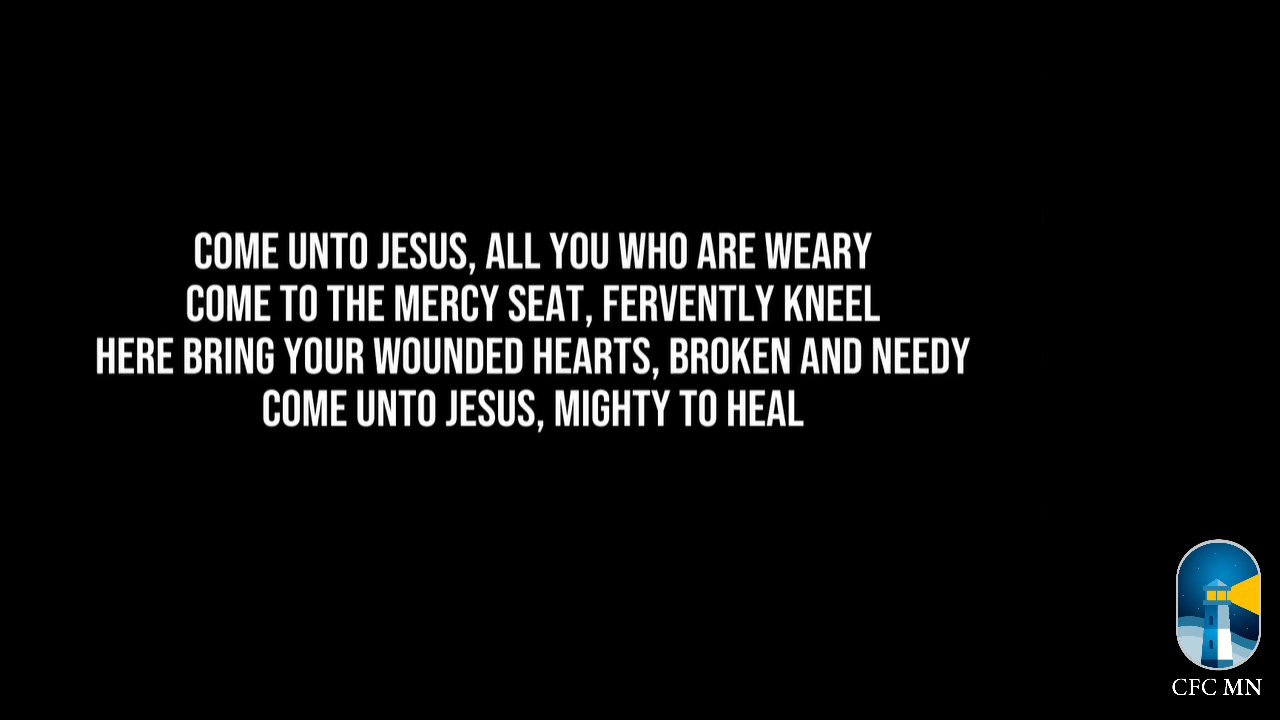 COME UNTO JESUS, ALL YOU WHO ARE WEARY
COME TO THE MERCY SEAT, FERVENTLY KNEEL
HERE BRING YOUR WOUNDED HEARTS, BROKEN AND NEEDY
COME UNTO JESUS, MIGHTY TO HEAL
CFC MN